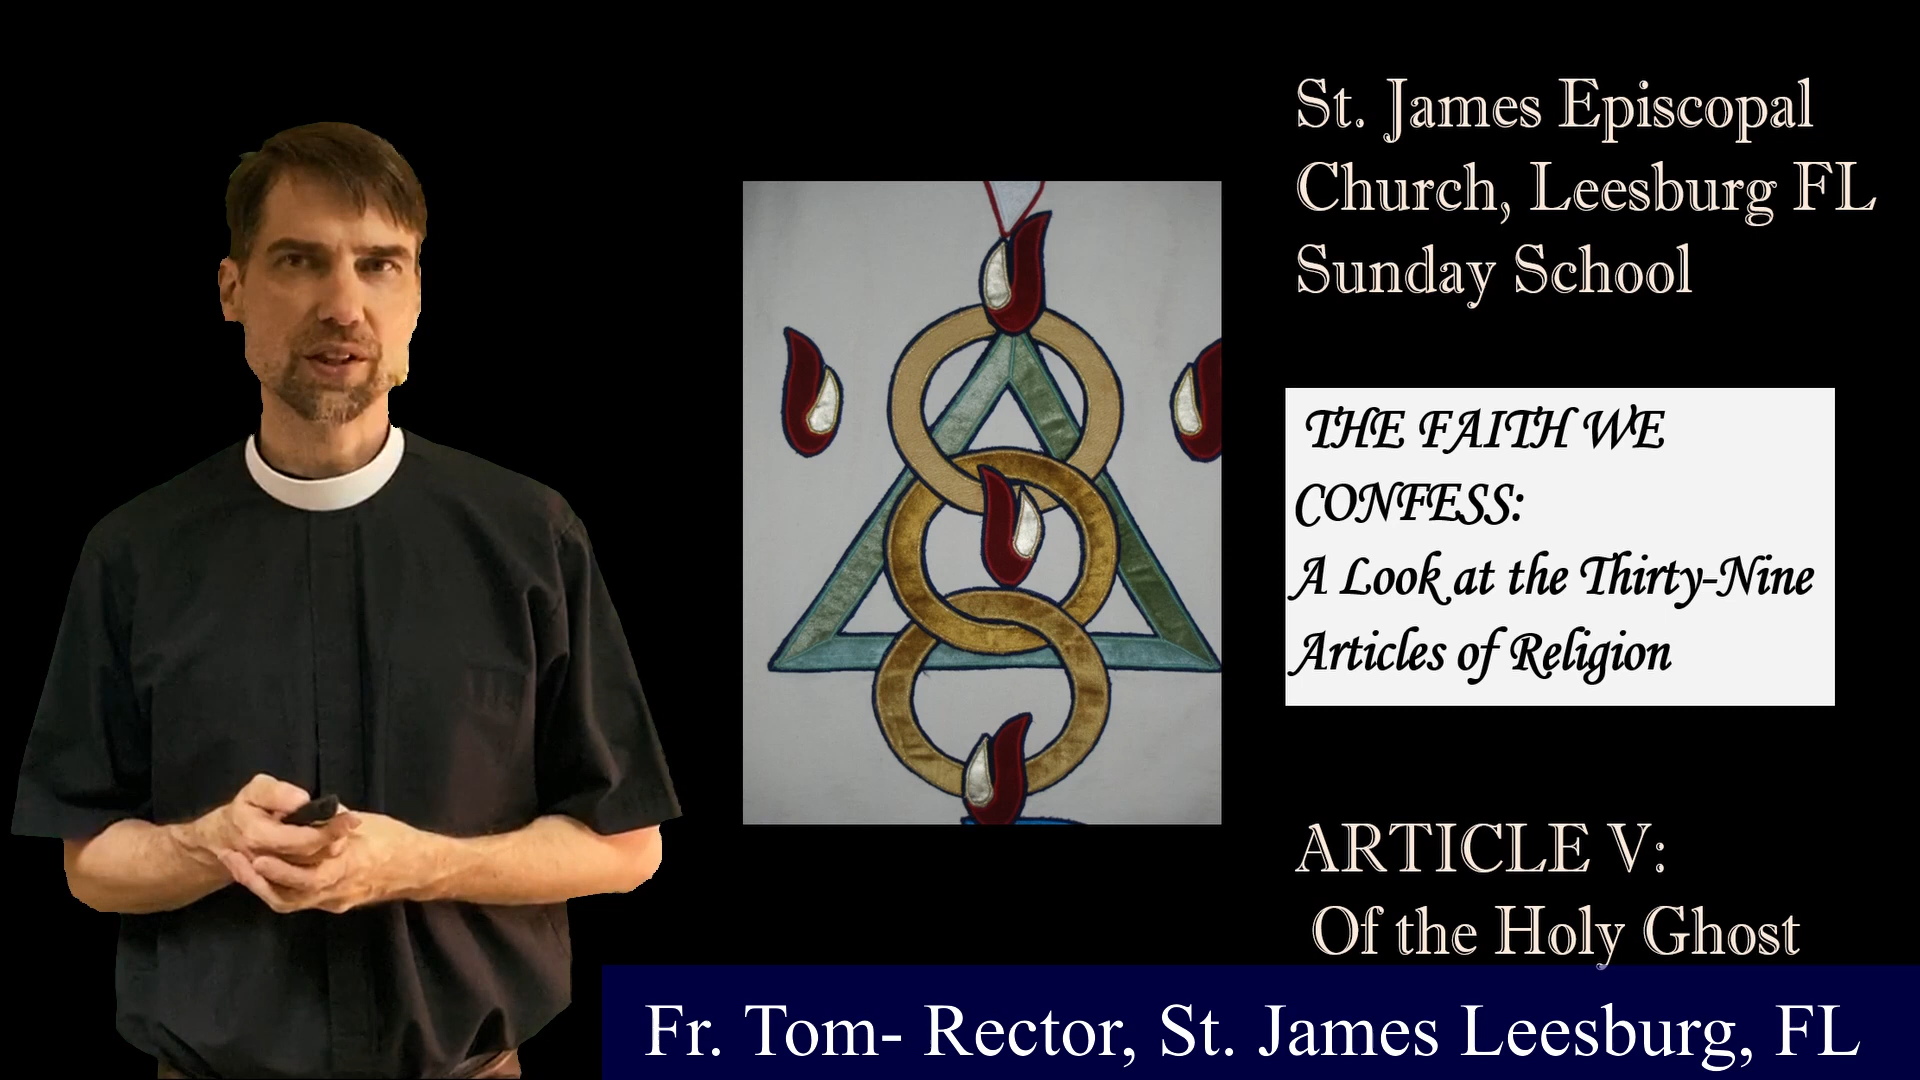 St. James Episcopal
Church, Leesburg FL
Sunday School
THE FAITH WE
CONFESS:
A Look at the Thirty-Nine
Articles of Religion
ARTICLE V:
Of the Holy Ghost
Fr. Tom- Rector, St. James Leesburg, FL